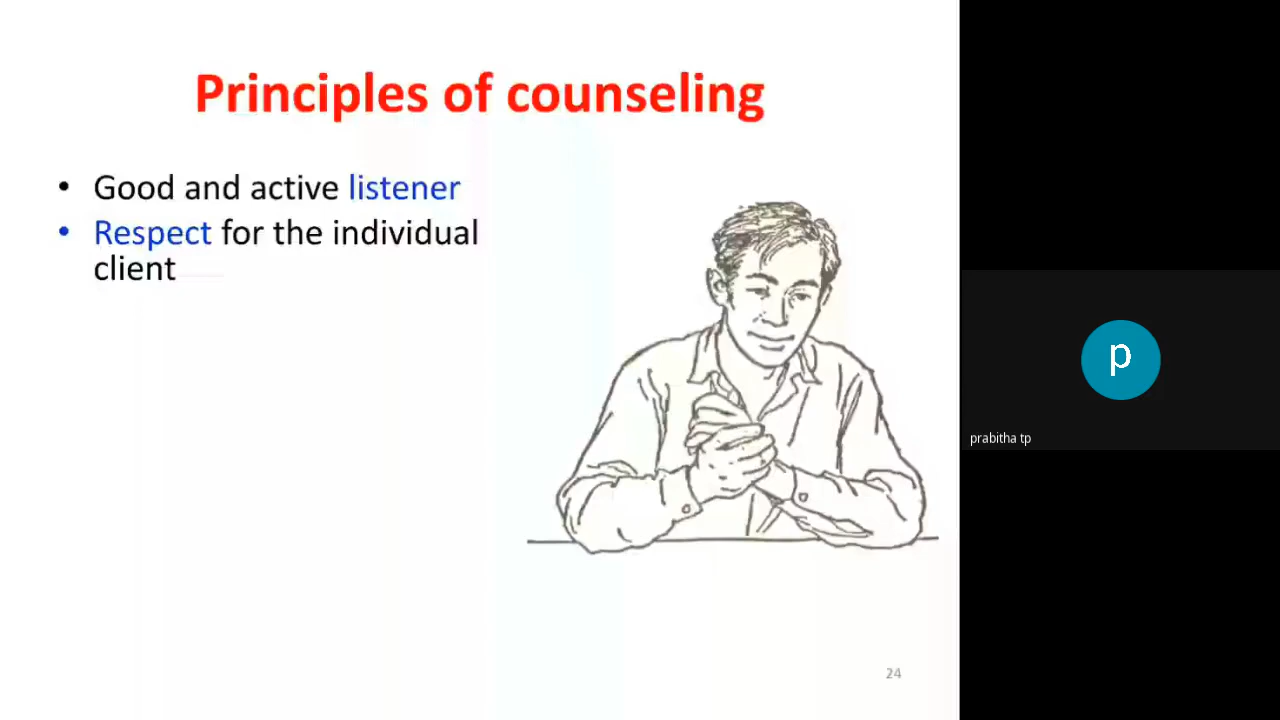 Principles of counseling
• Good and active listener
• Respect for the individual
client
24
p
prabitha tp